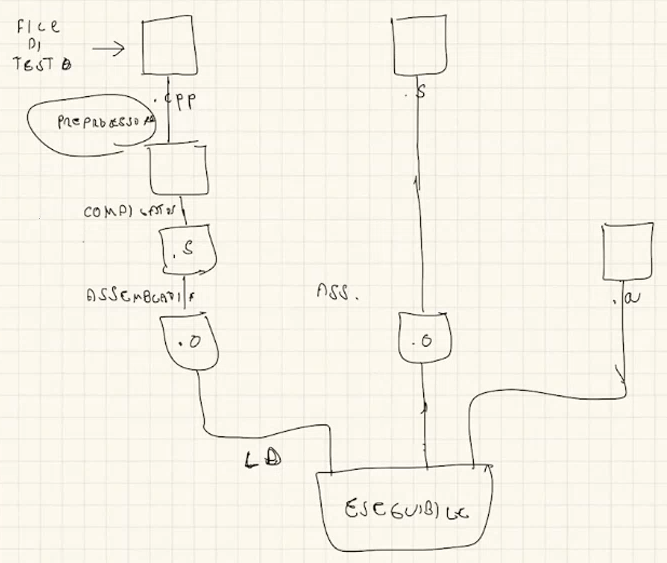 FILE
DI
TESTO
.cpp
.S
PREPROCESSORE
COMPILATORE
.S
.a
ASSEMBLATORE
ASS.
.O
.O
LD
ESEGUIBILE